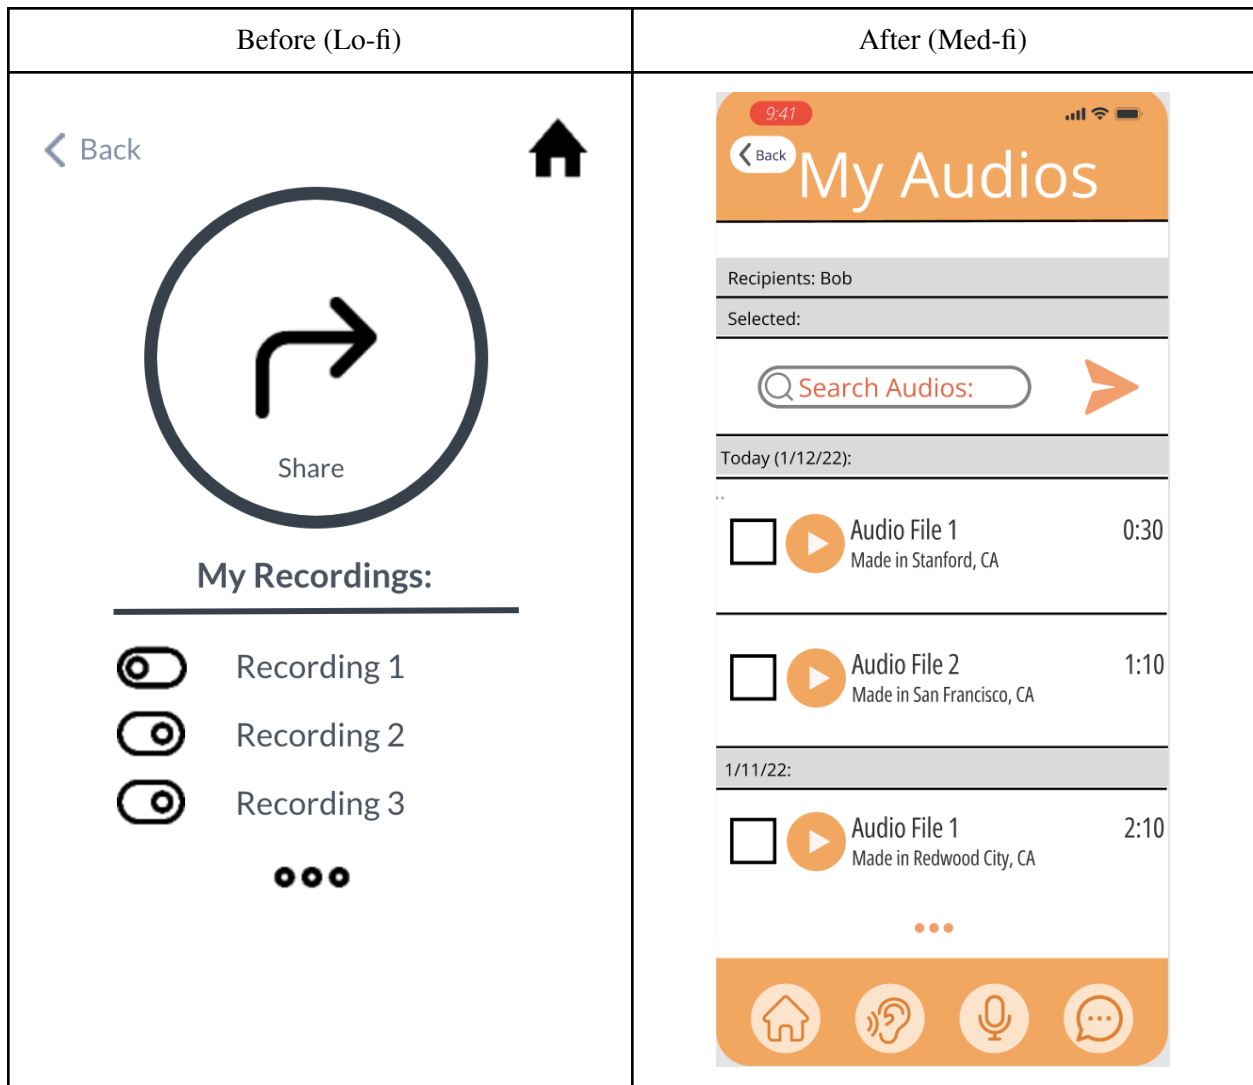 Before (Lo-fi)
After (Med-fi)
Back
Share
My Recordings:
Recording 1
Recording 2
Recording 3
9:41
Back
My Audios
Recipients: Bob
Selected:
Search Audios:
Today (1/12/22):
Audio File 1
0:30
Made in Stanford, CA
Audio File 2
1:10
Made in San Francisco, CA
1/11/22:
Audio File 1
2:10
Made in Redwood City, CA